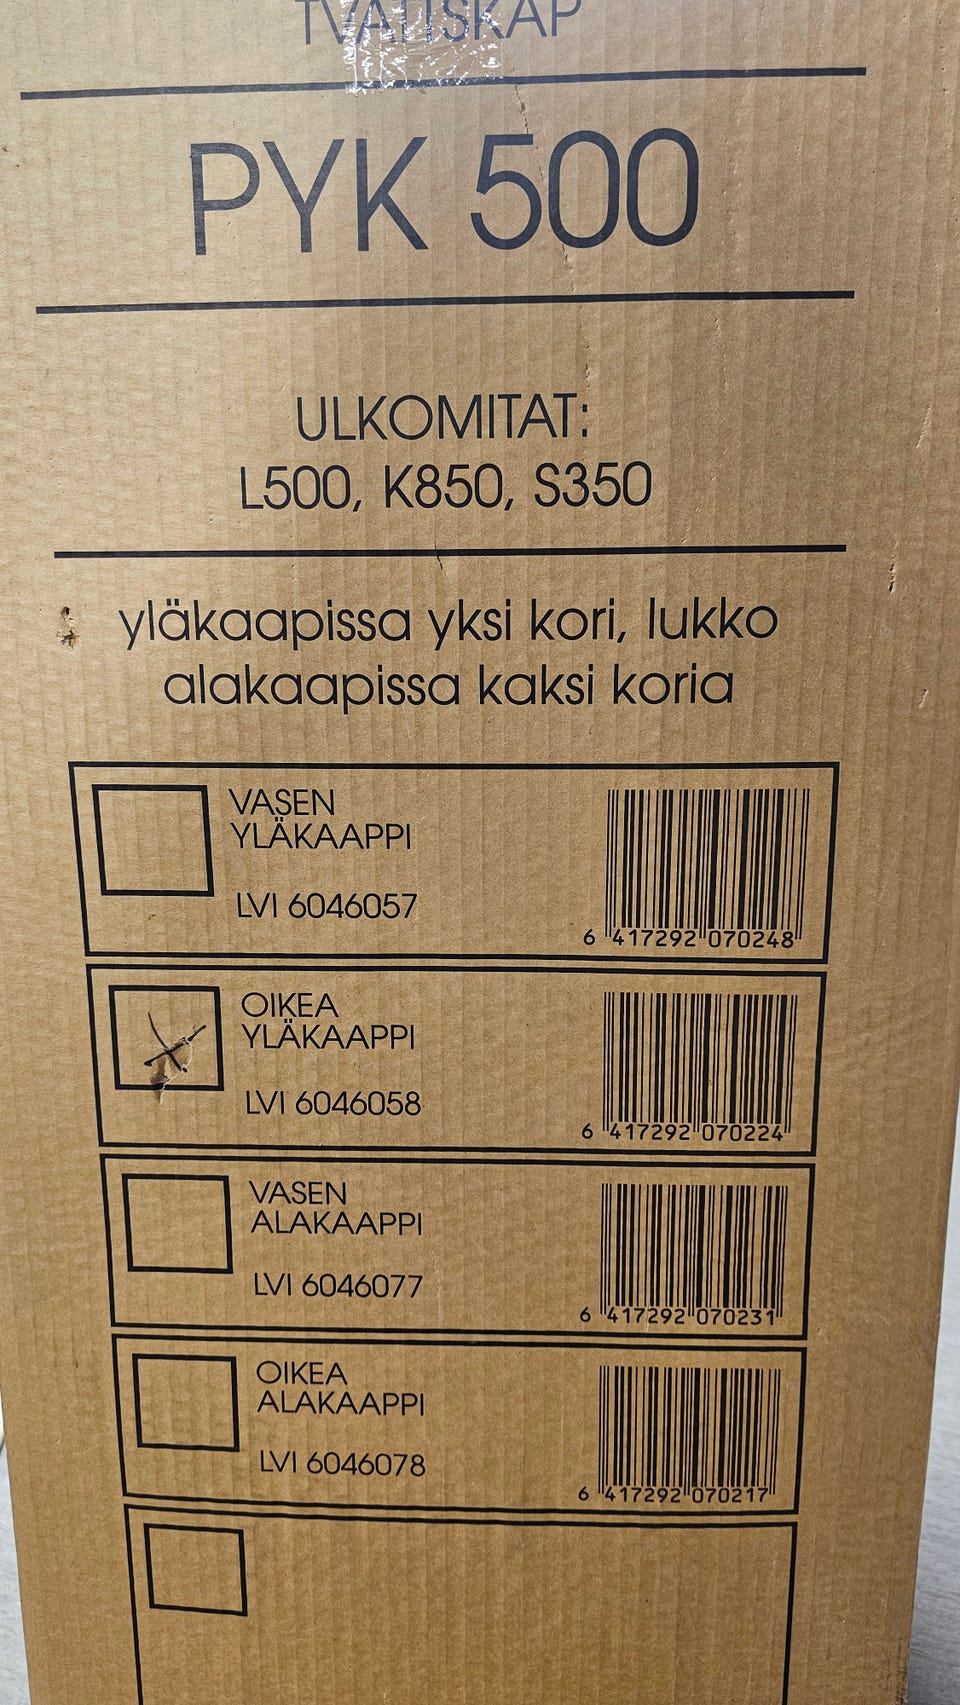 TVÄTTSKÅP
PYK 500
ULKOMITAT:
L500, K850, S350
yläkaapissa yksi kori, lukko
alakaapissa kaksi koria
VASEN
YLÄKAAPPI
LVI 6046057
6 417292 070248
OIKEA
YLÄKAAPPI
LVI 6046058
6 417292 070224
VASEN
ALAKAAPPI
LVI 6046077
6 417292 070231
OIKEA
ALAKAAPPI
LVI 6046078
6 417292 070217